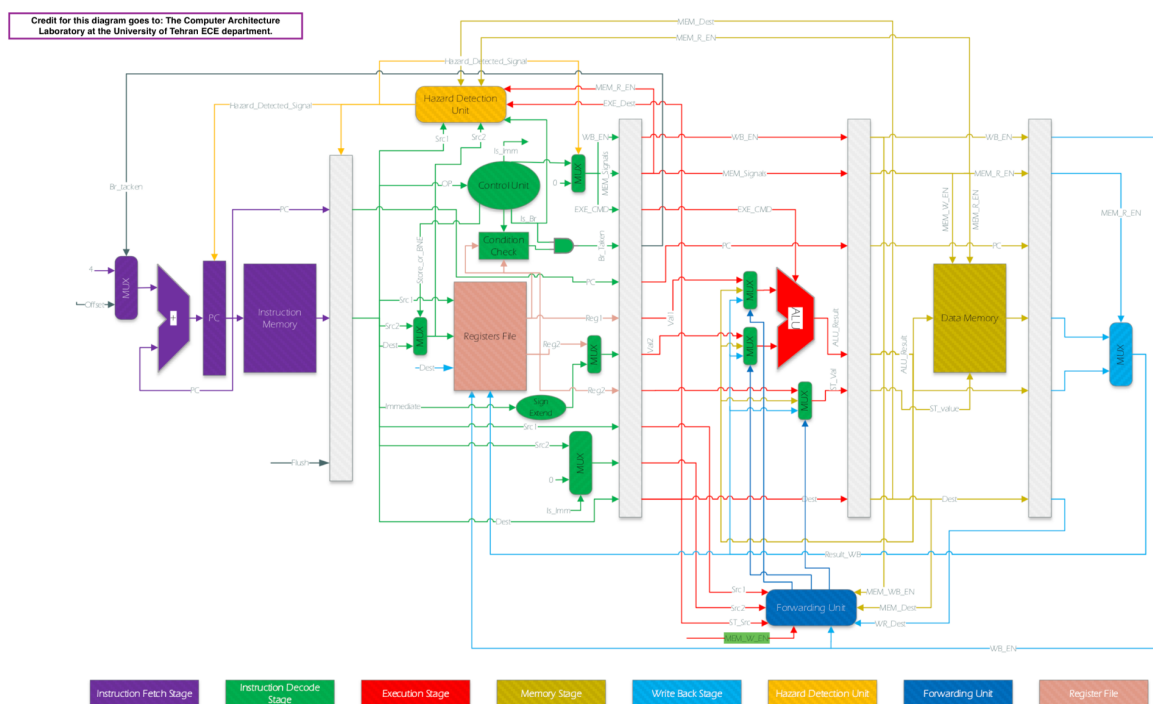 Credit for this diagram goes to: The Computer Architecture
Laboratory at the University of Tehran ECE department.
MEM_Dest
MEM_R_EN
Hazard_Detected_Signal
MEM_R_EN
Hazard Detection
Unit
EXE_Dest
Hazard_Detected_Signal
Src1
Src2
Is_Imm
WB_EN
WB_EN
WB_EN
MUX
MEM_Signals
MEM_Signals
MEM_R_EN
Br_tacken
OP
Control Unit
0
MEM_W_EN
MEM_R_EN
PC
EXE_CMD
EXE_CMD
MEM_R_EN
Is_Br
Condition
Check
Br_taken
PC
PC
Store_or_BNE
4
MUX
PC
MUX
Offset
+
PC
Instruction
Memory
Src1
Registers File
Reg1
Val1
ALU
ALU_Result
Data Memory
Src2
MUX
Dest
Reg2
MUX
Val2
MUX
ALU_Result
MUX
Dest
PC
Reg2
ST_Val
Immediate
Sign
Extend
MUX
ST_value
Src1
Src2
MUX
Flush
0
Is_Imm
Dest
Dest
Dest
Result_WB
Src1
MEM_WB_EN
Src2
Forwarding Unit
MEM_Dest
ST_Src
WR_Dest
MEM_W_EN
WB_EN
Instruction Fetch Stage
Instruction Decode
Stage
Execution Stage
Memory Stage
Write Back Stage
Hazard Detection Unit
Forwarding Unit
Register File